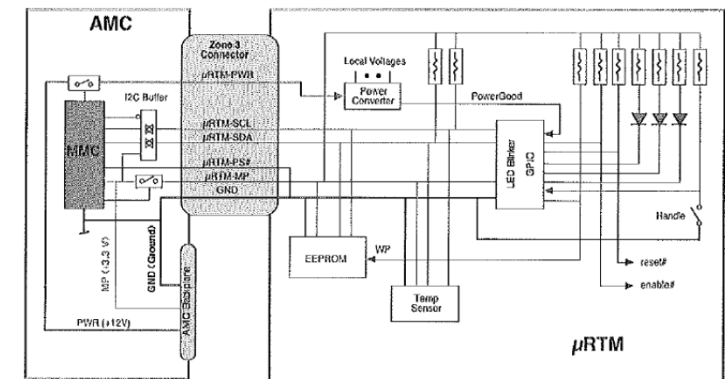 AMC
Zone 3
Connector
µRTM-PWR
I2C Buffer
µRTM-SCL
µRTM-SDA
MMC
µRTM-PS#
µRTM-MP
GND
MP (+3.3 V)
GND (Ground)
AMC Backplane
PWR (+12V)
Local Voltages
Power
Converter
PowerGood
LED Blinker
GPIO
Handle
EEPROM
WP
Temp
Sensor
reset#
enable#
µRTM